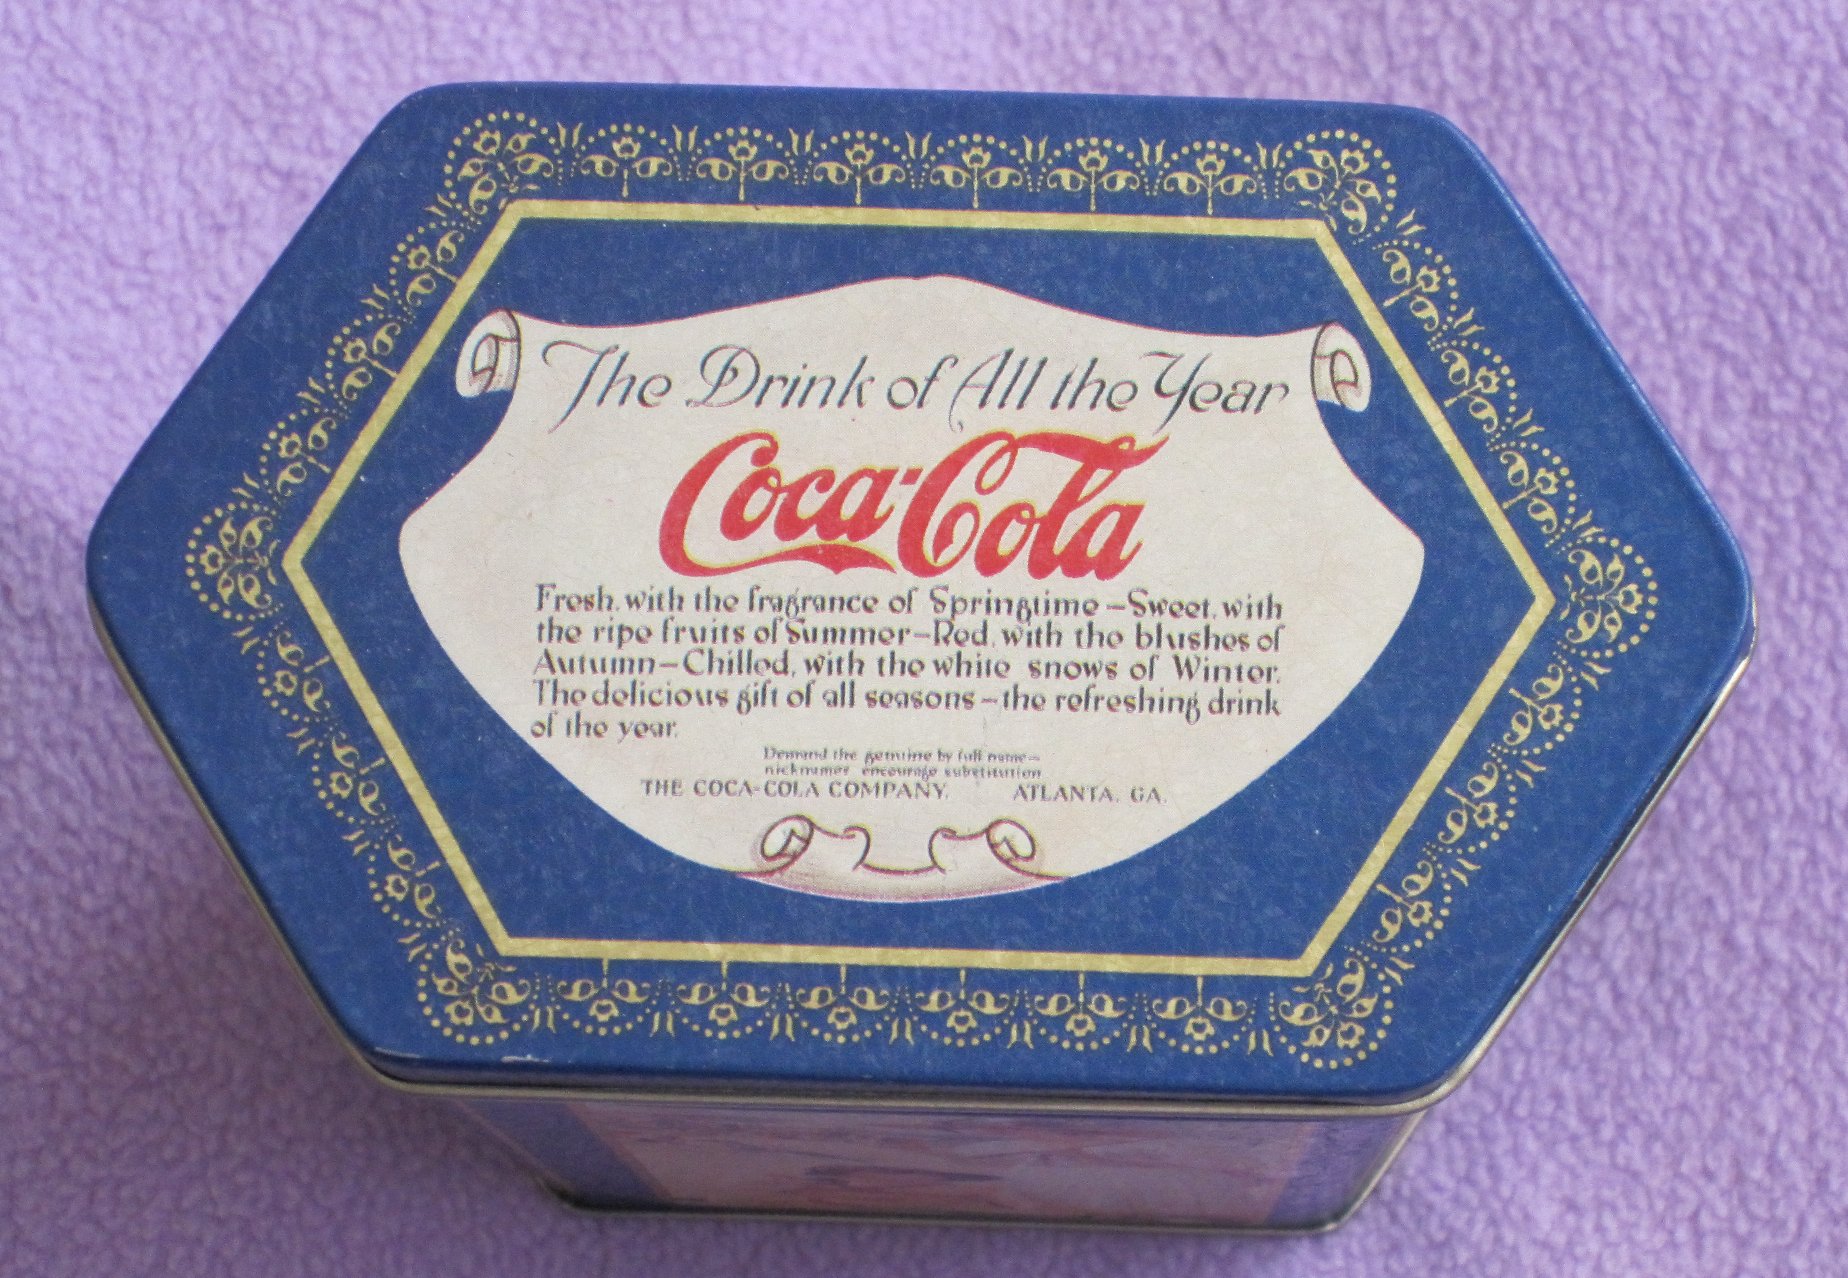 The Drink of All the Year
Coca-Cola
Fresh, with the fragrance of Springtime—Sweet, with
the ripe fruits of Summer—Red, with the blushes of
Autumn—Chilled, with the white snows of Winter.
The delicious gift of all seasons—the refreshing drink
of the year.
Demand the genuine by full name—
nicknames encourage substitution
THE COCA-COLA COMPANY, ATLANTA, GA.